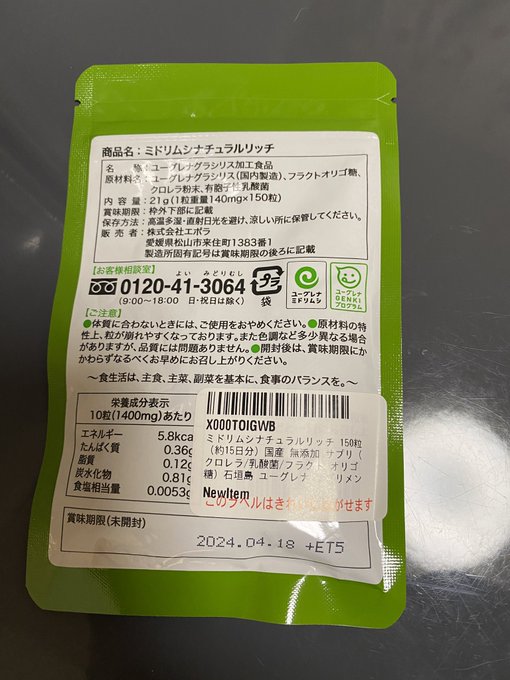 商品名：ミドリムシナチュラルリッチ
名　　称：ユーグレナグラシリス加工食品
原材料名：ユーグレナグラシリス(国内製造)、フラクトオリゴ糖、
クロレラ粉末、有胞子性乳酸菌
内 容 量：21g(1粒重量140mg×150粒)
賞味期限：枠外下部に記載
保存方法：高温多湿・直射日光を避け、涼しい所に保管してください。
販 売 者：株式会社エポラ
愛媛県松山市来住町1383番1
製造所固有記号は賞味期限の後ろに記載
【お客様相談室】
よい みどりむし
0120-41-3064
(9:00〜18:00 日・祝日は除く)
プラ
袋
ユーグレナ
ミドリムシ
ユーグレナ
GENKI
プログラム
【ご注意】
●体質に合わないときには、ご使用をおやめください。●原材料の特
性上、粒が崩れやすくなっております。また色調など多少異なる場合
がありますが、品質には問題ありません。●開封後は、賞味期限にか
かわらずなるべくお早めにお召し上がりください。
〜食生活は、主食、主菜、副菜を基本に、食事のバランスを。〜
栄養成分表示
10粒(1400mg)あたり
エネルギー 5.8kca
たんぱく質 0.36g
脂質 0.12g
炭水化物 0.81g
食塩相当量 0.0053g
X000TOIGWB
ミドリムシナチュラルリッチ 150粒
(約15日分) 国産 無添加 サプリ (
クロレラ/乳酸菌/フラクトオリゴ
糖) 石垣島 ユーグレナ リメン
NewItem
このラベルはきれ がせます
賞味期限(未開封)
2024.04.18 +ET5